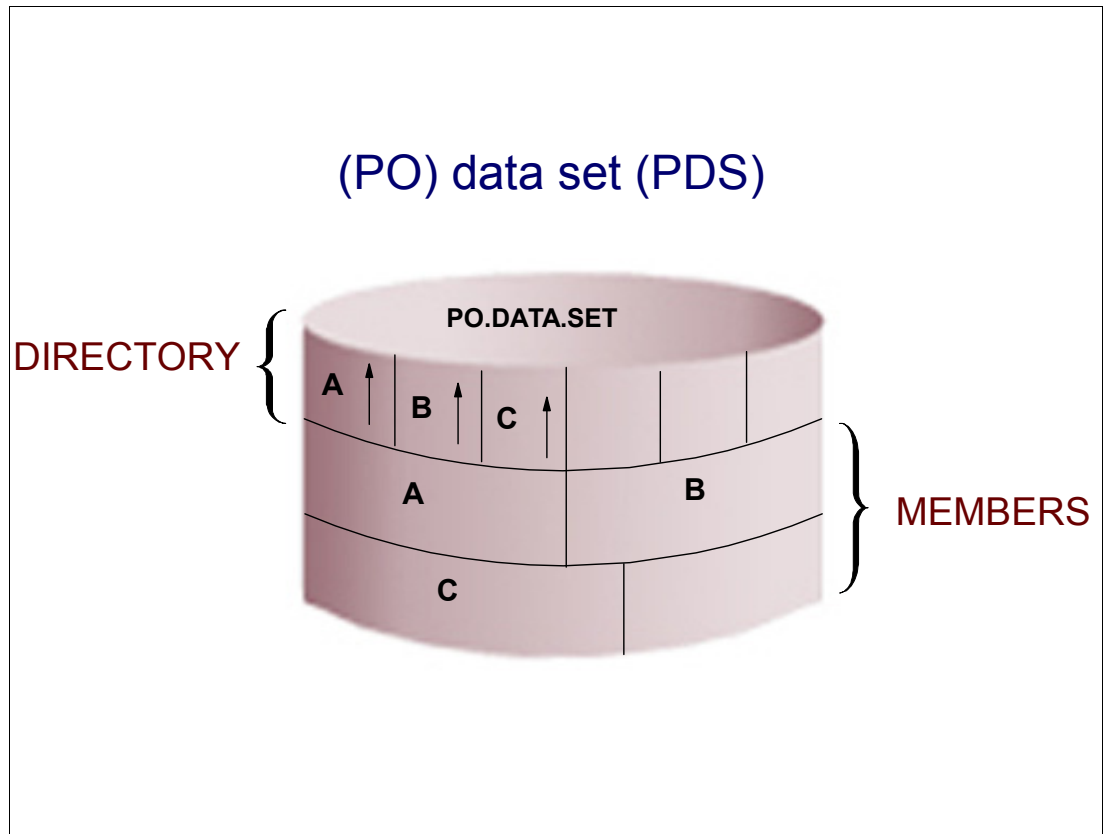 (PO) data set (PDS)
PO.DATA.SET
DIRECTORY
A
B
C
A
B
MEMBERS
C